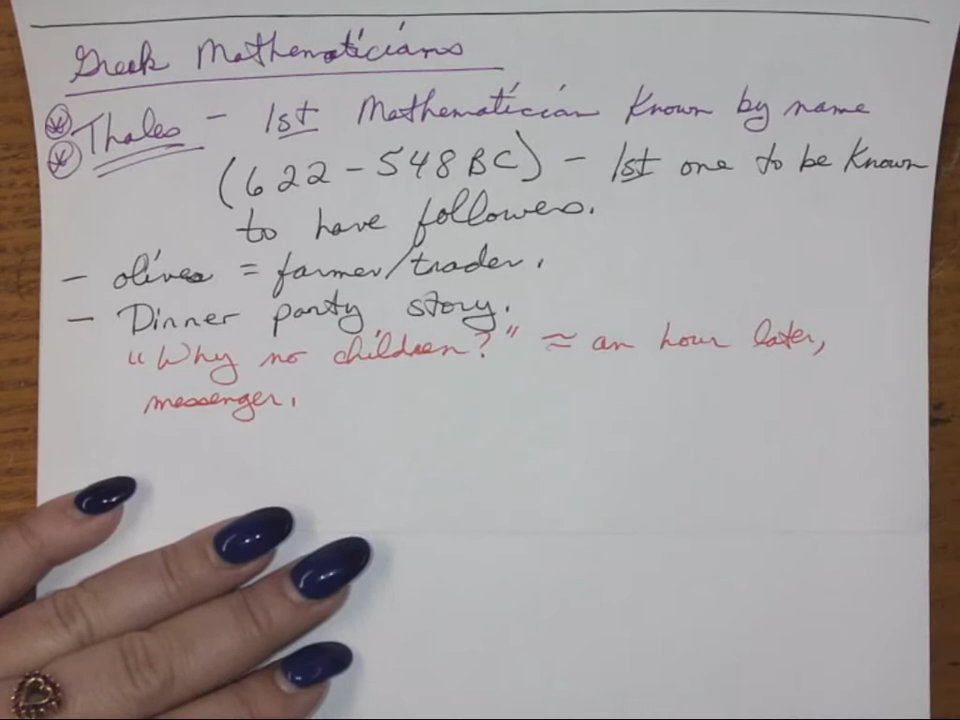 Greek Mathematicians
Thales - 1st Mathematician Known by name
(622-548 BC) - 1st one to be Known
to have followers.
- olives = farmer/trader.
- Dinner party story.
"Why no children?" ≈ an hour later,
messenger.